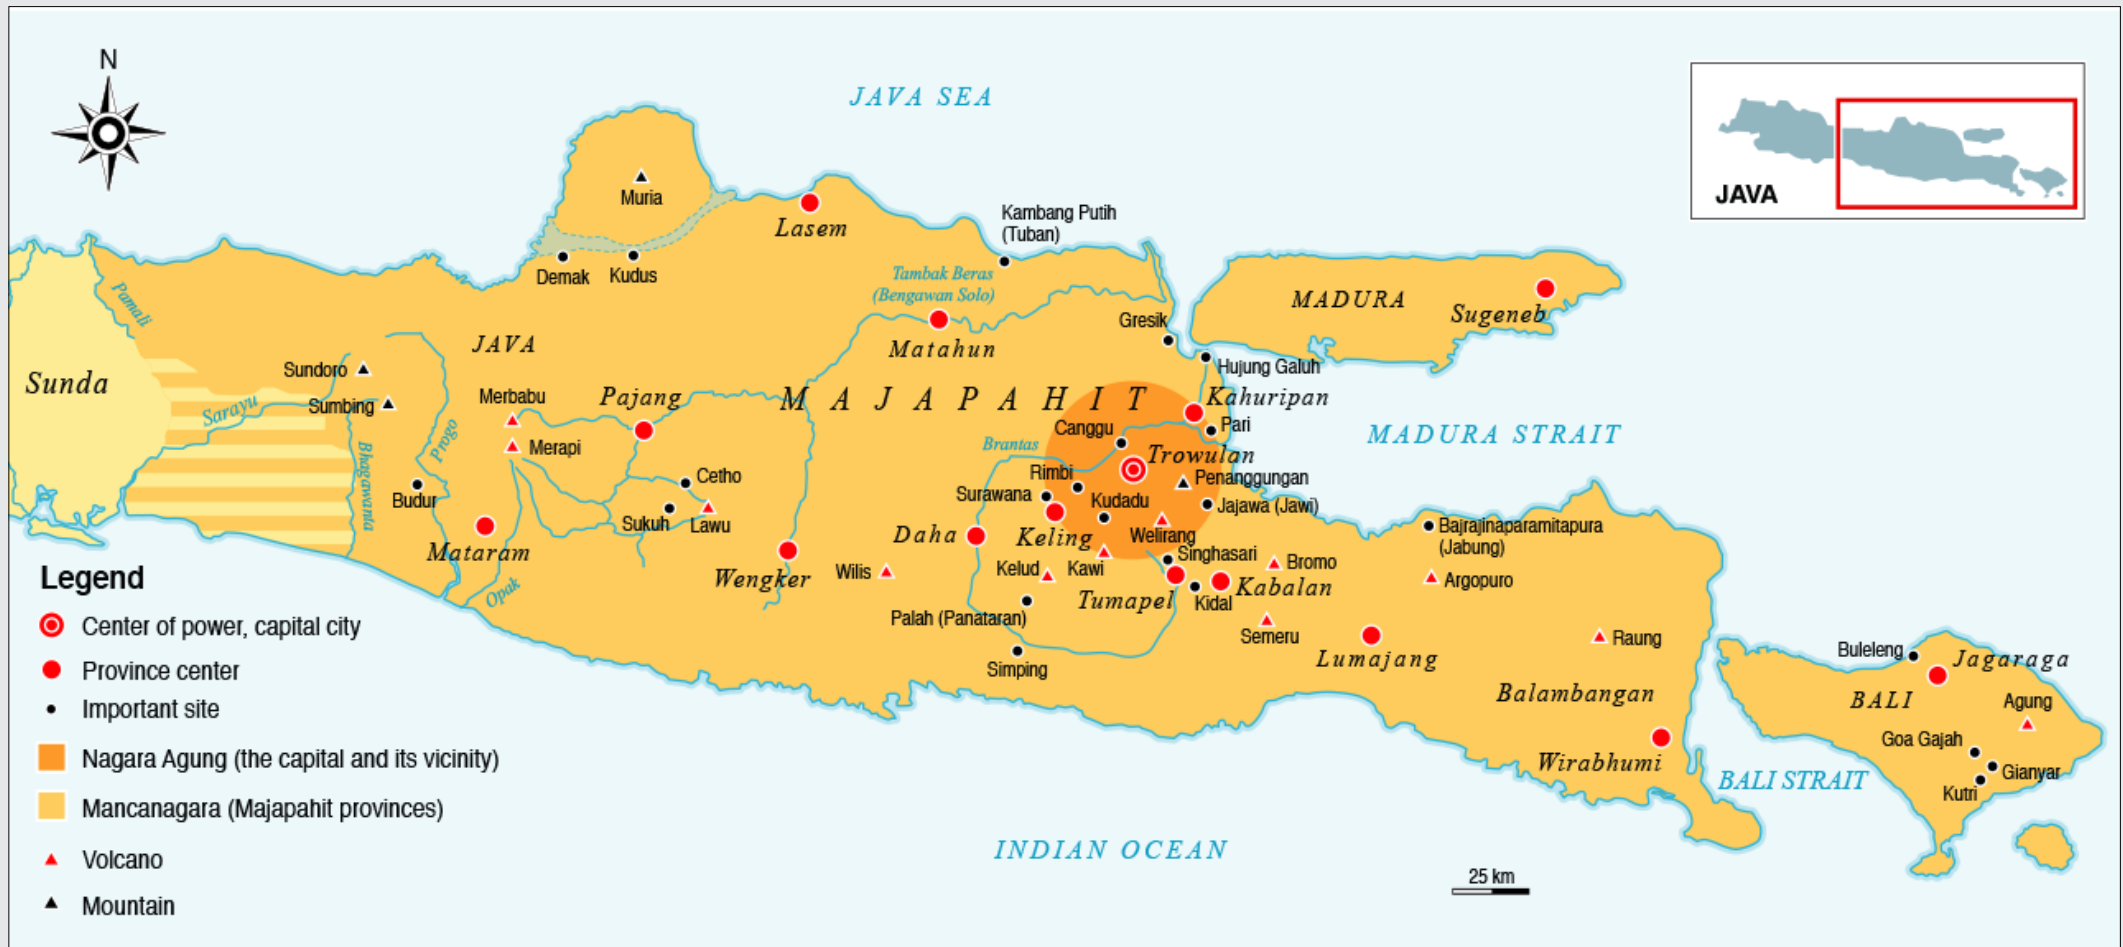 N
JAVA SEA
JAVA
Muria
Lasem
Kambang Putih
(Tuban)
Demak
Kudus
Tambak Beras
(Bengawan Solo)
Pamali
MADURA
Sugeneb
Gresik
JAVA
Matahun
Hujung Galuh
Sundoro
Sunda
Sarayu
Sumbing
Merbabu
Pajang
MAJAPAHIT
Kahuripan
Canggu
Pari
MADURA STRAIT
Progo
Merapi
Brantas
Trowulan
Bhagawanta
Cetho
Rimbi
Penanggungan
Budur
Surawana
Kudadu
Jajawa (Jawi)
Sukuh
Lawu
Mataram
Daha
Keling
Welirang
Bajrajinaparamitapura
(Jabung)
Singhasari
Wengker
Wilis
Kelud
Kawi
Bromo
Argopuro
Opak
Tumapel
Kidal
Kabalan
Palah (Panataran)
Semeru
Raung
Simping
Lumajang
Buleleng
Jagaraga
Balambangan
BALI
Agung
Goa Gajah
Wirabhumi
BALI STRAIT
Gianyar
Kutri
INDIAN OCEAN
25 km
Legend
Center of power, capital city
Province center
Important site
Nagara Agung (the capital and its vicinity)
Mancanagara (Majapahit provinces)
Volcano
Mountain